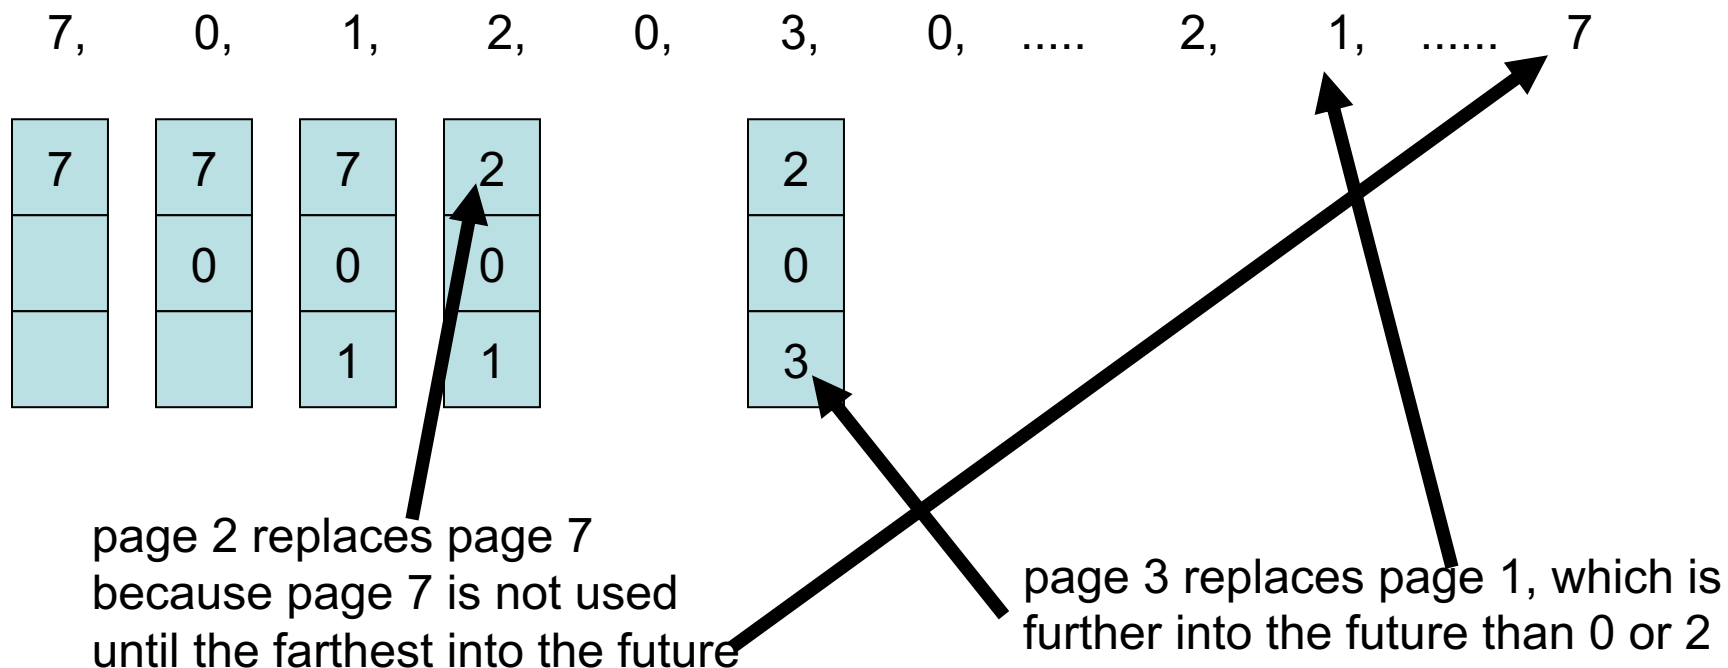 7, 0, 1, 2, 0, 3, 0, ..... 2, 1, ...... 7
7 7 7 2 2
0 0 0 0
1 1 3
page 2 replaces page 7
because page 7 is not used
until the farthest into the future
page 3 replaces page 1, which is
further into the future than 0 or 2